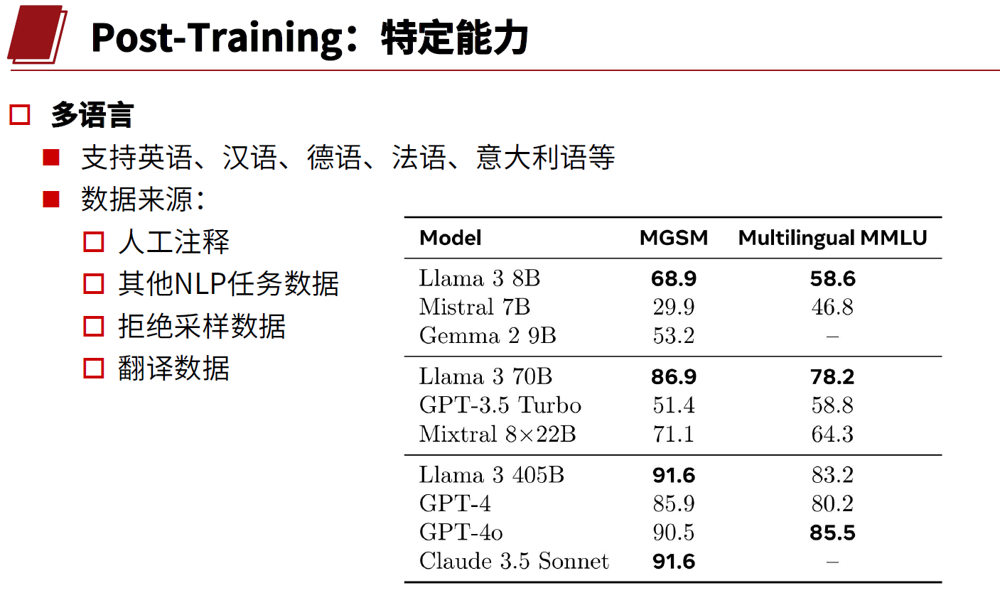 Post-Training：特定能力
多语言
支持英语、汉语、德语、法语、意大利语等
数据来源：
人工注释
其他NLP任务数据
拒绝采样数据
翻译数据
Model MGSM Multilingual MMLU
Llama 3 8B 68.9 58.6
Mistral 7B 29.9 46.8
Gemma 2 9B 53.2 –
Llama 3 70B 86.9 78.2
GPT-3.5 Turbo 51.4 58.8
Mixtral 8×22B 71.1 64.3
Llama 3 405B 91.6 83.2
GPT-4 85.9 80.2
GPT-4o 90.5 85.5
Claude 3.5 Sonnet 91.6 –